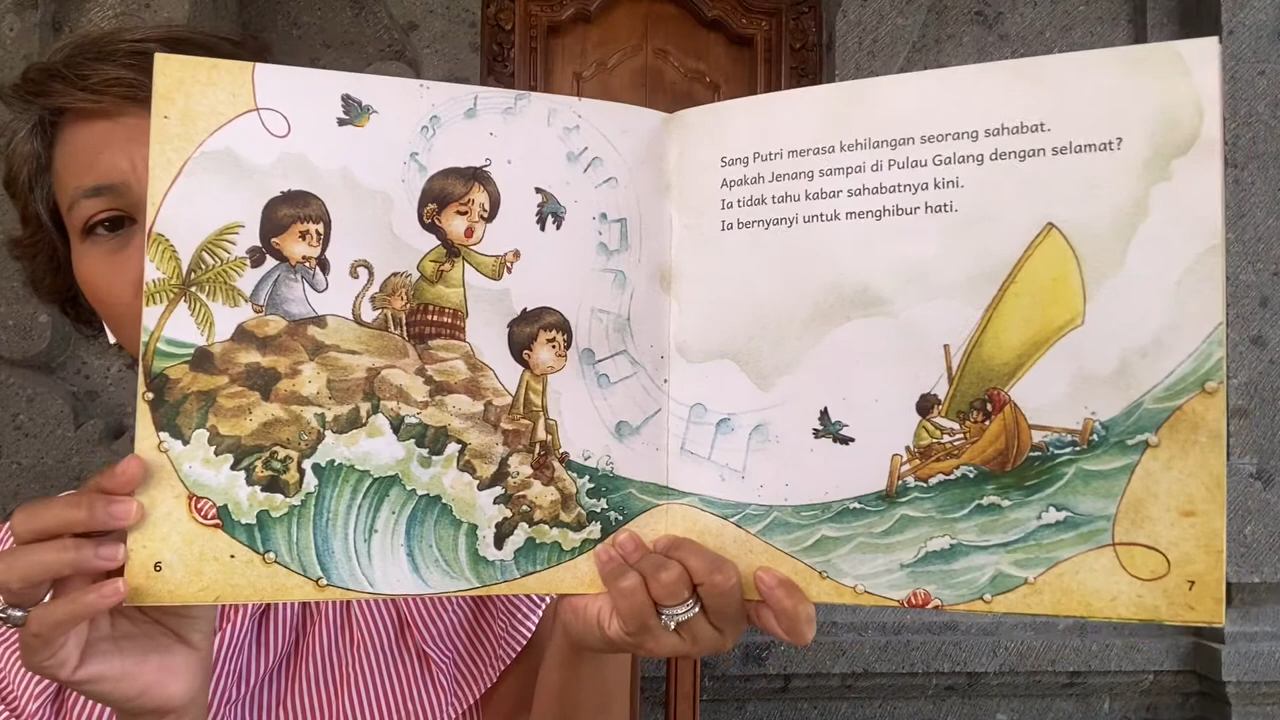 Sang Putri merasa kehilangan seorang sahabat.
Apakah Jenang sampai di Pulau Galang dengan selamat?
Ia tidak tahu kabar sahabatnya kini.
Ia bernyanyi untuk menghibur hati.
6
7